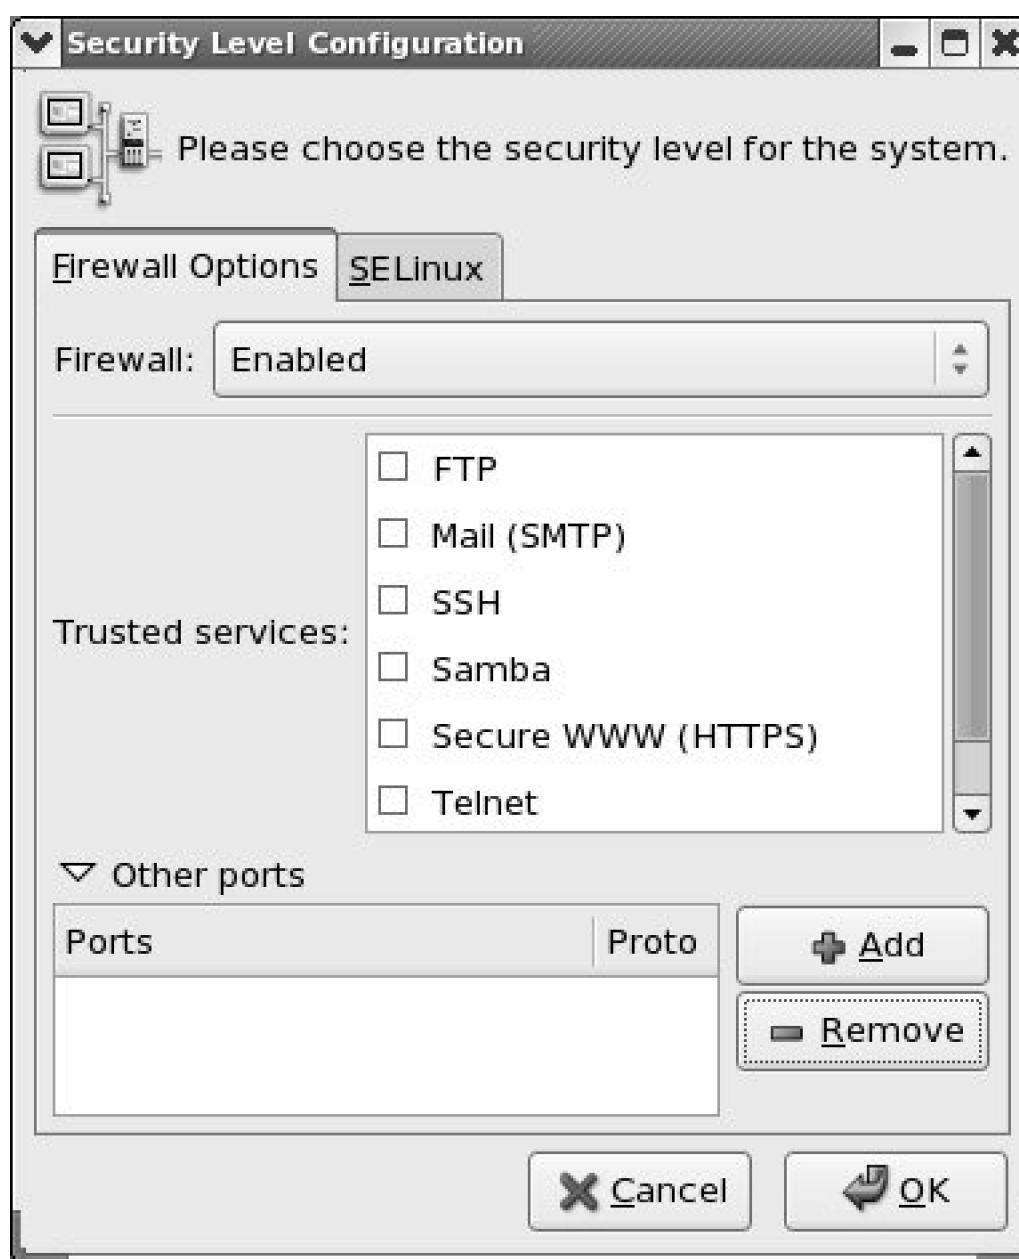 Security Level Configuration
Please choose the security level for the system.
Firewall Options SELinux
Firewall: Enabled
FTP
Mail (SMTP)
SSH
Trusted services:
Samba
Secure WWW (HTTPS)
Telnet
Other ports
Ports Proto
Add
Remove
Cancel OK